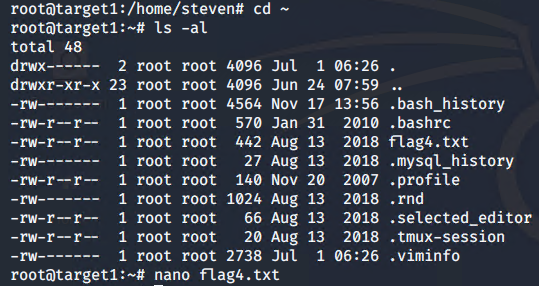 root@target1:/home/steven# cd ~
root@target1:~# ls -al
total 48
drwx------  2 root root 4096 Jul  1 06:26 .
drwxr-xr-x 23 root root 4096 Jun 24 07:59 ..
-rw-------  1 root root 4564 Nov 17 13:56 .bash_history
-rw-r--r--  1 root root  570 Jan 31  2010 .bashrc
-rw-r--r--  1 root root  442 Aug 13  2018 flag4.txt
-rw-------  1 root root   27 Aug 13  2018 .mysql_history
-rw-r--r--  1 root root  140 Nov 20  2007 .profile
-rw-------  1 root root 1024 Aug 13  2018 .rnd
-rw-r--r--  1 root root   66 Aug 13  2018 .selected_editor
-rw-r--r--  1 root root   20 Aug 13  2018 .tmux-session
-rw-------  1 root root 2738 Jul  1 06:26 .viminfo
root@target1:~# nano flag4.txt